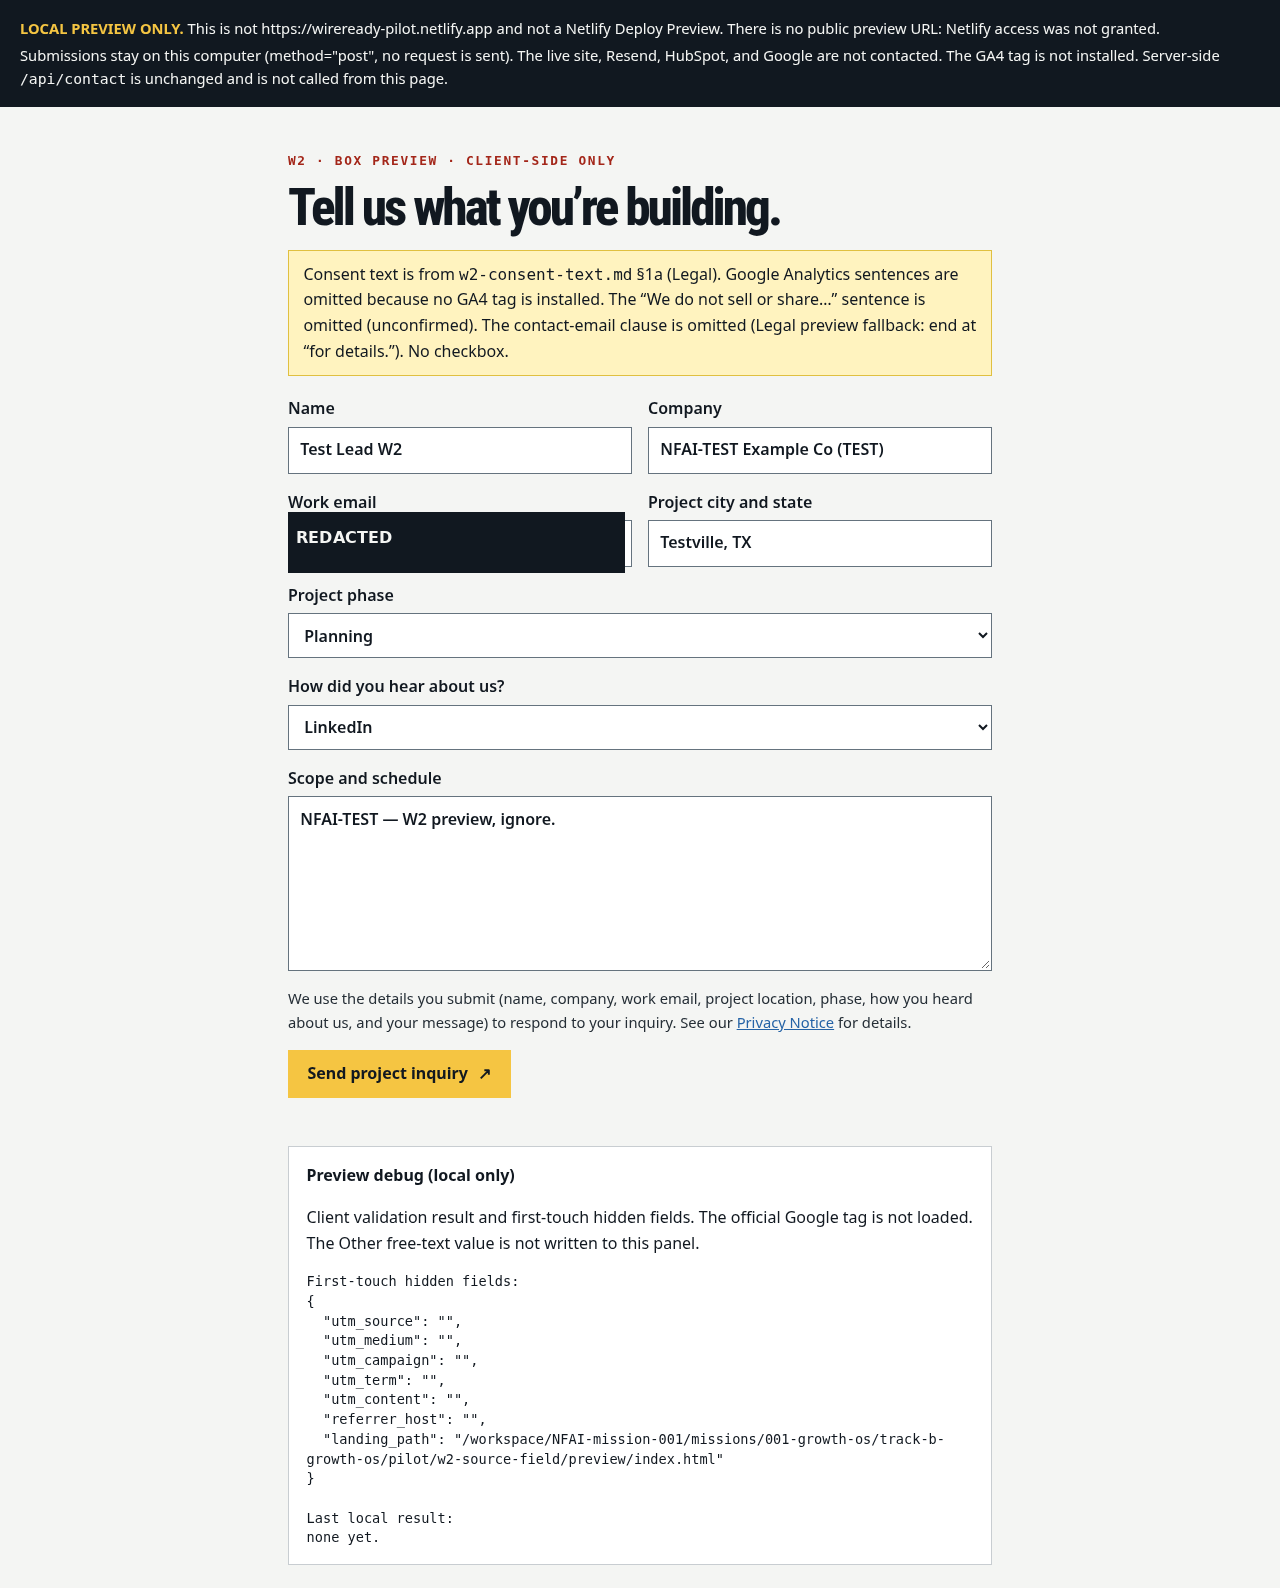 LOCAL PREVIEW ONLY. This is not https://wireready-pilot.netlify.app and not a Netlify Deploy Preview. There is no public preview URL: Netlify access was not granted.
Submissions stay on this computer (method="post", no request is sent). The live site, Resend, HubSpot, and Google are not contacted. The GA4 tag is not installed. Server-side
/api/contact is unchanged and is not called from this page.
W2 · BOX PREVIEW · CLIENT-SIDE ONLY
Tell us what you’re building.
Consent text is from w2-consent-text.md §1a (Legal). Google Analytics sentences are
omitted because no GA4 tag is installed. The “We do not sell or share…” sentence is
omitted (unconfirmed). The contact-email clause is omitted (Legal preview fallback: end at
“for details.”). No checkbox.
Name
Company
Test Lead W2
NFAI-TEST Example Co (TEST)
Work email
Project city and state
REDACTED
Testville, TX
Project phase
Planning
How did you hear about us?
LinkedIn
Scope and schedule
NFAI-TEST — W2 preview, ignore.
We use the details you submit (name, company, work email, project location, phase, how you heard
about us, and your message) to respond to your inquiry. See our Privacy Notice for details.
Send project inquiry ↗
Preview debug (local only)
Client validation result and first-touch hidden fields. The official Google tag is not loaded.
The Other free-text value is not written to this panel.
First-touch hidden fields:
{
  "utm_source": "",
  "utm_medium": "",
  "utm_campaign": "",
  "utm_term": "",
  "utm_content": "",
  "referrer_host": "",
  "landing_path": "/workspace/NFAI-mission-001/missions/001-growth-os/track-b-
growth-os/pilot/w2-source-field/preview/index.html"
}
Last local result:
none yet.